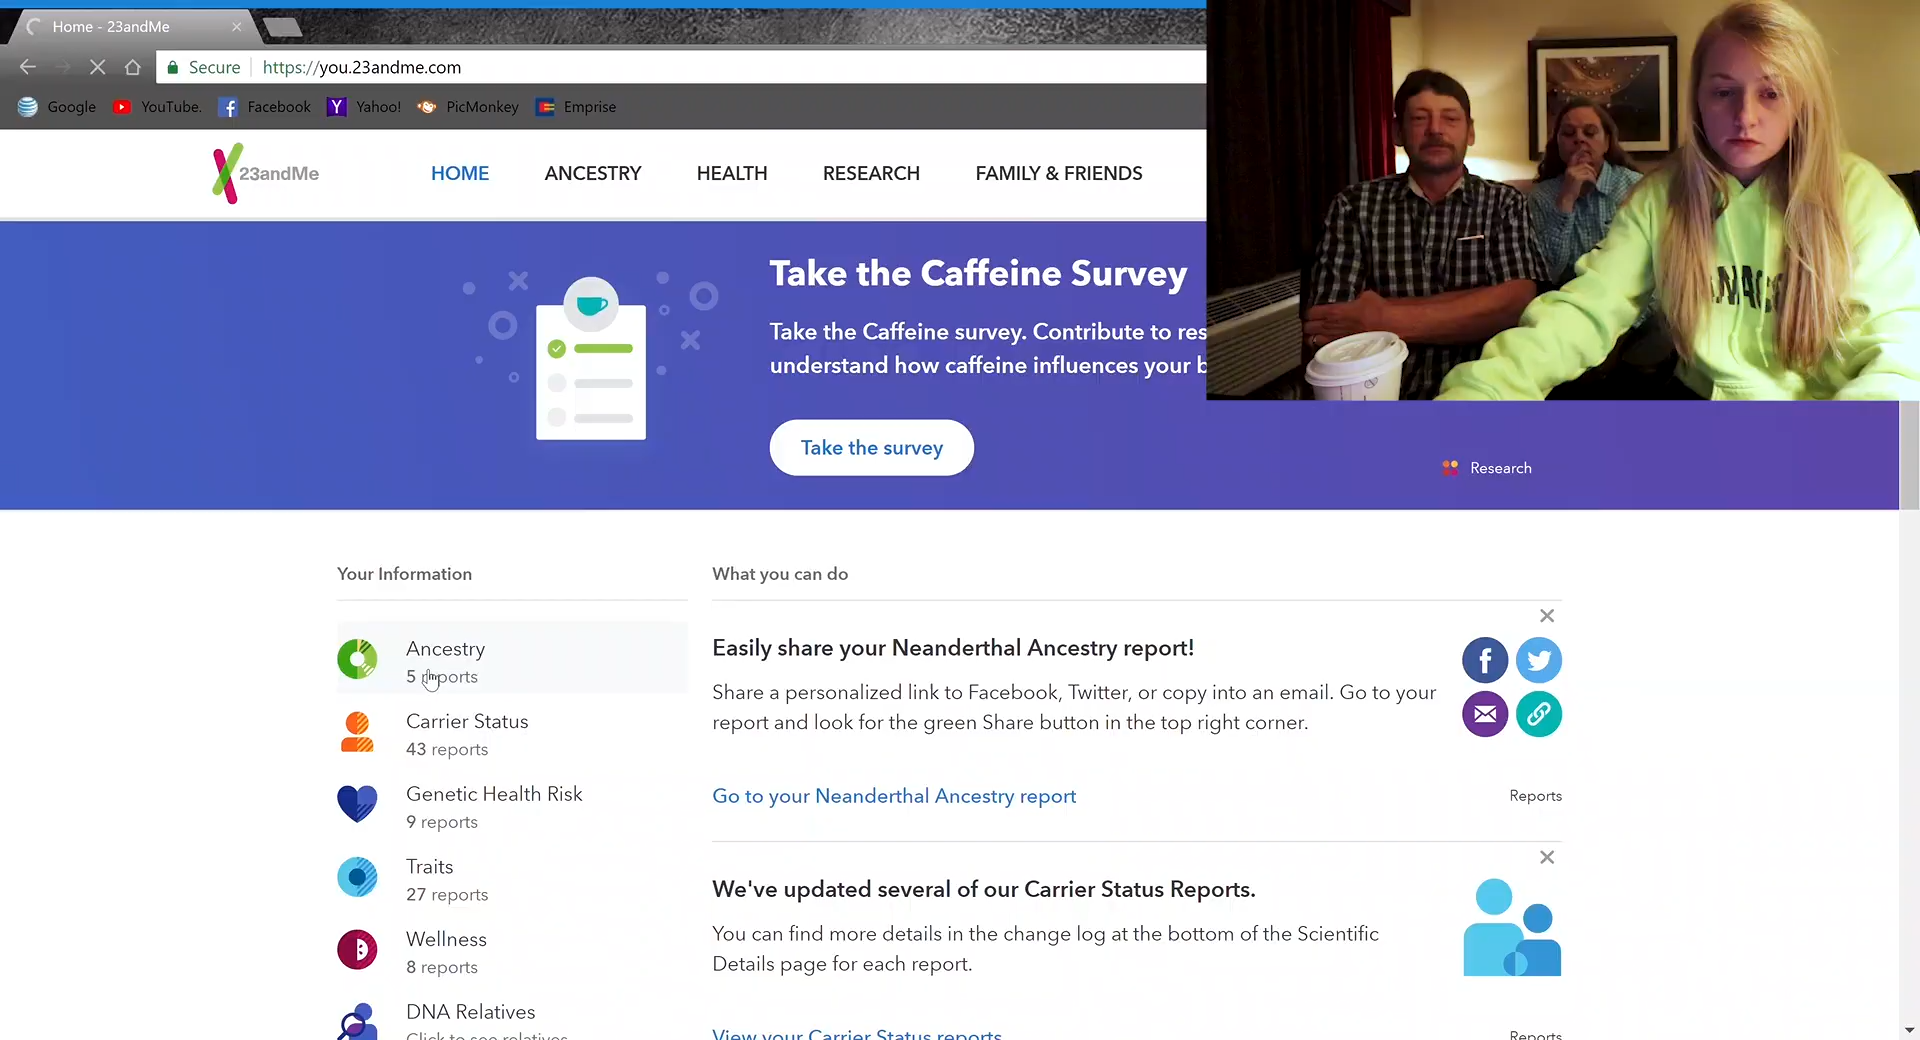 Home - 23andMe
Secure
https://you.23andme.com
Google
YouTube.
Facebook
Yahoo!
PicMonkey
Emprise
23andMe
HOME
ANCESTRY
HEALTH
RESEARCH
FAMILY & FRIENDS
Take the Caffeine Survey
Take the Caffeine survey. Contribute to res
understand how caffeine influences your b
Take the survey
Research
Your Information
Ancestry
5 reports
Carrier Status
43 reports
Genetic Health Risk
9 reports
Traits
27 reports
Wellness
8 reports
DNA Relatives
Click to see relatives
What you can do
Easily share your Neanderthal Ancestry report!
Share a personalized link to Facebook, Twitter, or copy into an email. Go to your
report and look for the green Share button in the top right corner.
Go to your Neanderthal Ancestry report
Reports
We've updated several of our Carrier Status Reports.
You can find more details in the change log at the bottom of the Scientific
Details page for each report.
View your Carrier Status reports
Reports